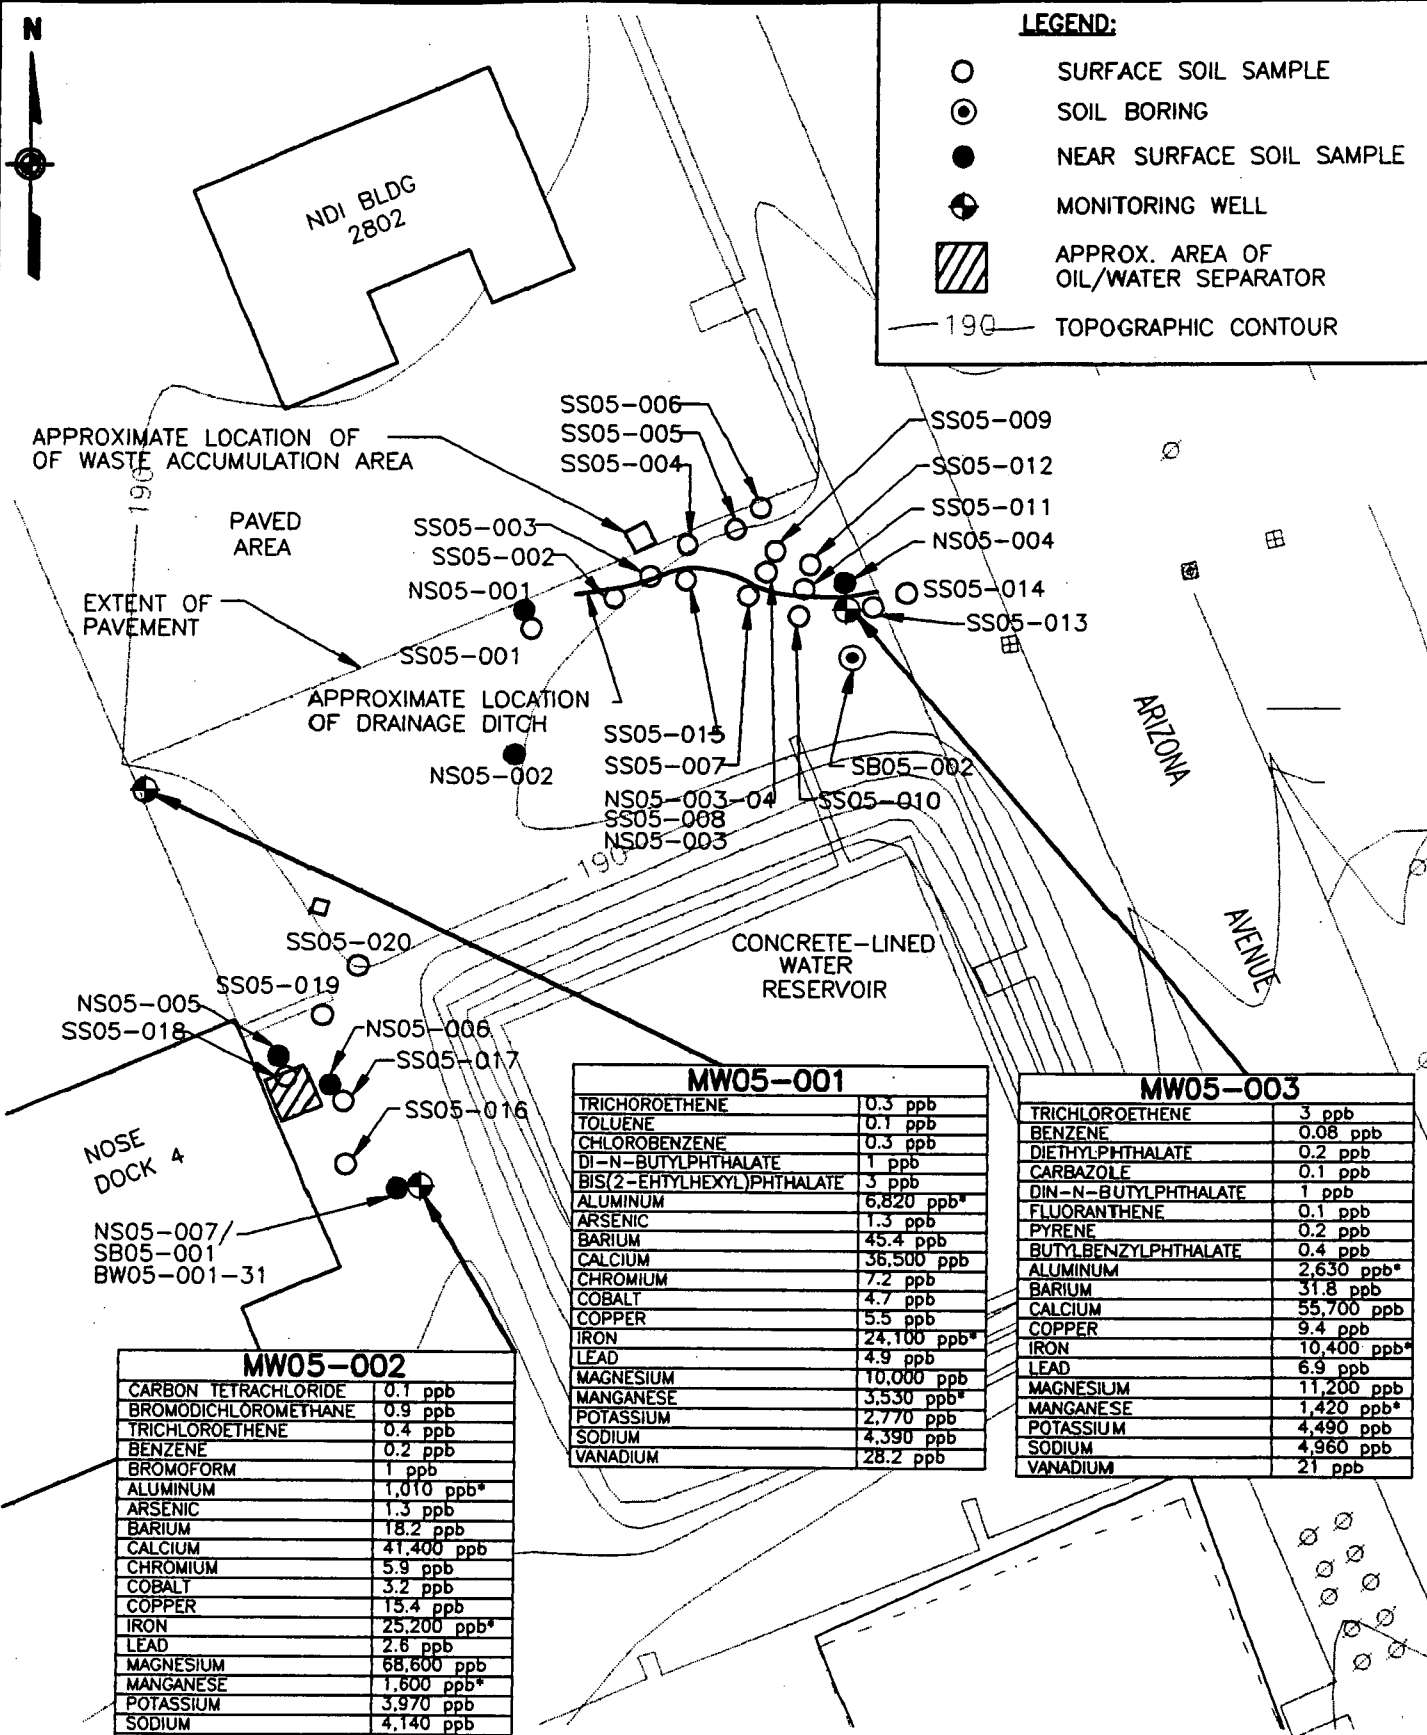 N
LEGEND:
SURFACE SOIL SAMPLE
SOIL BORING
NEAR SURFACE SOIL SAMPLE
MONITORING WELL
APPROX. AREA OF
OIL/WATER SEPARATOR
190 TOPOGRAPHIC CONTOUR
NDI BLDG
2802
APPROXIMATE LOCATION OF
OF WASTE ACCUMULATION AREA
190
PAVED
AREA
EXTENT OF
PAVEMENT
SS05-006
SS05-005
SS05-004
SS05-003
SS05-002
NS05-001
SS05-001
SS05-009
SS05-012
SS05-011
NS05-004
SS05-014
SS05-013
APPROXIMATE LOCATION
OF DRAINAGE DITCH
NS05-002
SS05-015
SS05-007
NS05-003-04
SS05-008
NS05-003
SB05-002
SS05-010
190
ARIZONA
AVENUE
CONCRETE-LINED
WATER
RESERVOIR
SS05-020
SS05-019
NS05-005
SS05-018
NS05-006
SS05-017
SS05-016
NOSE
DOCK 4
NS05-007/
SB05-001
BW05-001-31
MW05-001
TRICHOROETHENE 0.3 ppb
TOLUENE 0.1 ppb
CHLOROBENZENE 0.3 ppb
DI-N-BUTYLPHTHALATE 1 ppb
BIS(2-EHTYLHEXYL)PHTHALATE 3 ppb
ALUMINUM 6,820 ppb*
ARSENIC 1.3 ppb
BARIUM 45.4 ppb
CALCIUM 36,500 ppb
CHROMIUM 7.2 ppb
COBALT 4.7 ppb
COPPER 5.5 ppb
IRON 24,100 ppb*
LEAD 4.9 ppb
MAGNESIUM 10,000 ppb
MANGANESE 3,530 ppb*
POTASSIUM 2,770 ppb
SODIUM 4,390 ppb
VANADIUM 28.2 ppb
MW05-003
TRICHLOROETHENE 3 ppb
BENZENE 0.08 ppb
DIETHYLPHTHALATE 0.2 ppb
CARBAZOLE 0.1 ppb
DIN-N-BUTYLPHTHALATE 1 ppb
FLUORANTHENE 0.1 ppb
PYRENE 0.2 ppb
BUTYLBENZYLPHTHALATE 0.4 ppb
ALUMINUM 2,630 ppb*
BARIUM 31.8 ppb
CALCIUM 55,700 ppb
COPPER 9.4 ppb
IRON 10,400 ppb*
LEAD 6.9 ppb
MAGNESIUM 11,200 ppb
MANGANESE 1,420 ppb*
POTASSIUM 4,490 ppb
SODIUM 4,960 ppb
VANADIUM 21 ppb
MW05-002
CARBON TETRACHLORIDE 0.1 ppb
BROMODICHLOROMETHANE 0.9 ppb
TRICHLOROETHENE 0.4 ppb
BENZENE 0.2 ppb
BROMOFORM 1 ppb
ALUMINUM 1,010 ppb*
ARSENIC 1.3 ppb
BARIUM 18.2 ppb
CALCIUM 41,400 ppb
CHROMIUM 5.9 ppb
COBALT 3.2 ppb
COPPER 15.4 ppb
IRON 25,200 ppb*
LEAD 2.6 ppb
MAGNESIUM 68,600 ppb
MANGANESE 1,600 ppb*
POTASSIUM 3,970 ppb
SODIUM 4,140 ppb